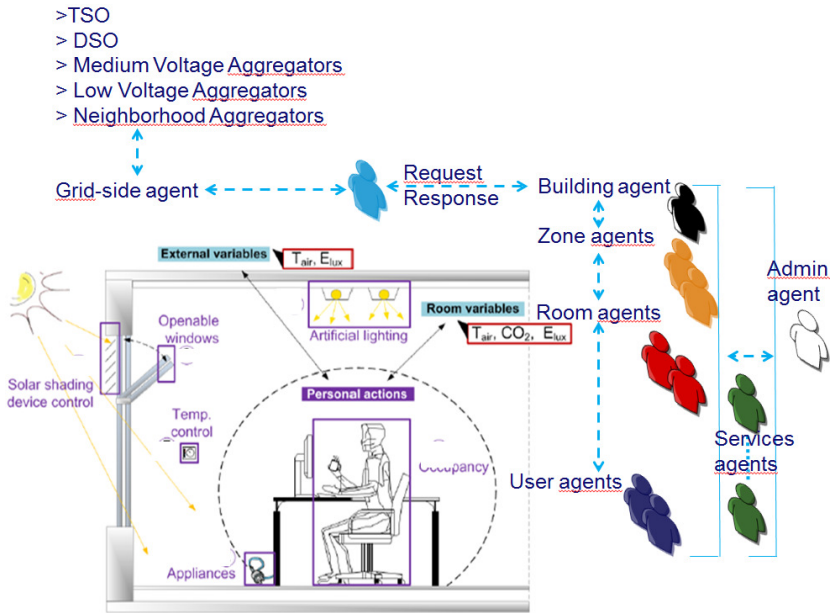 >TSO
> DSO
> Medium Voltage Aggregators
> Low Voltage Aggregators
> Neighborhood Aggregators
Grid-side agent
Request
Response
Building agent
Zone agents
Room agents
User agents
Admin
agent
Services
agents
External variables
Tair, Elux
Room variables
Tair, CO2, Elux
Artificial lighting
Openable
windows
Solar shading
device control
Temp.
control
Personal actions
Occupancy
Appliances